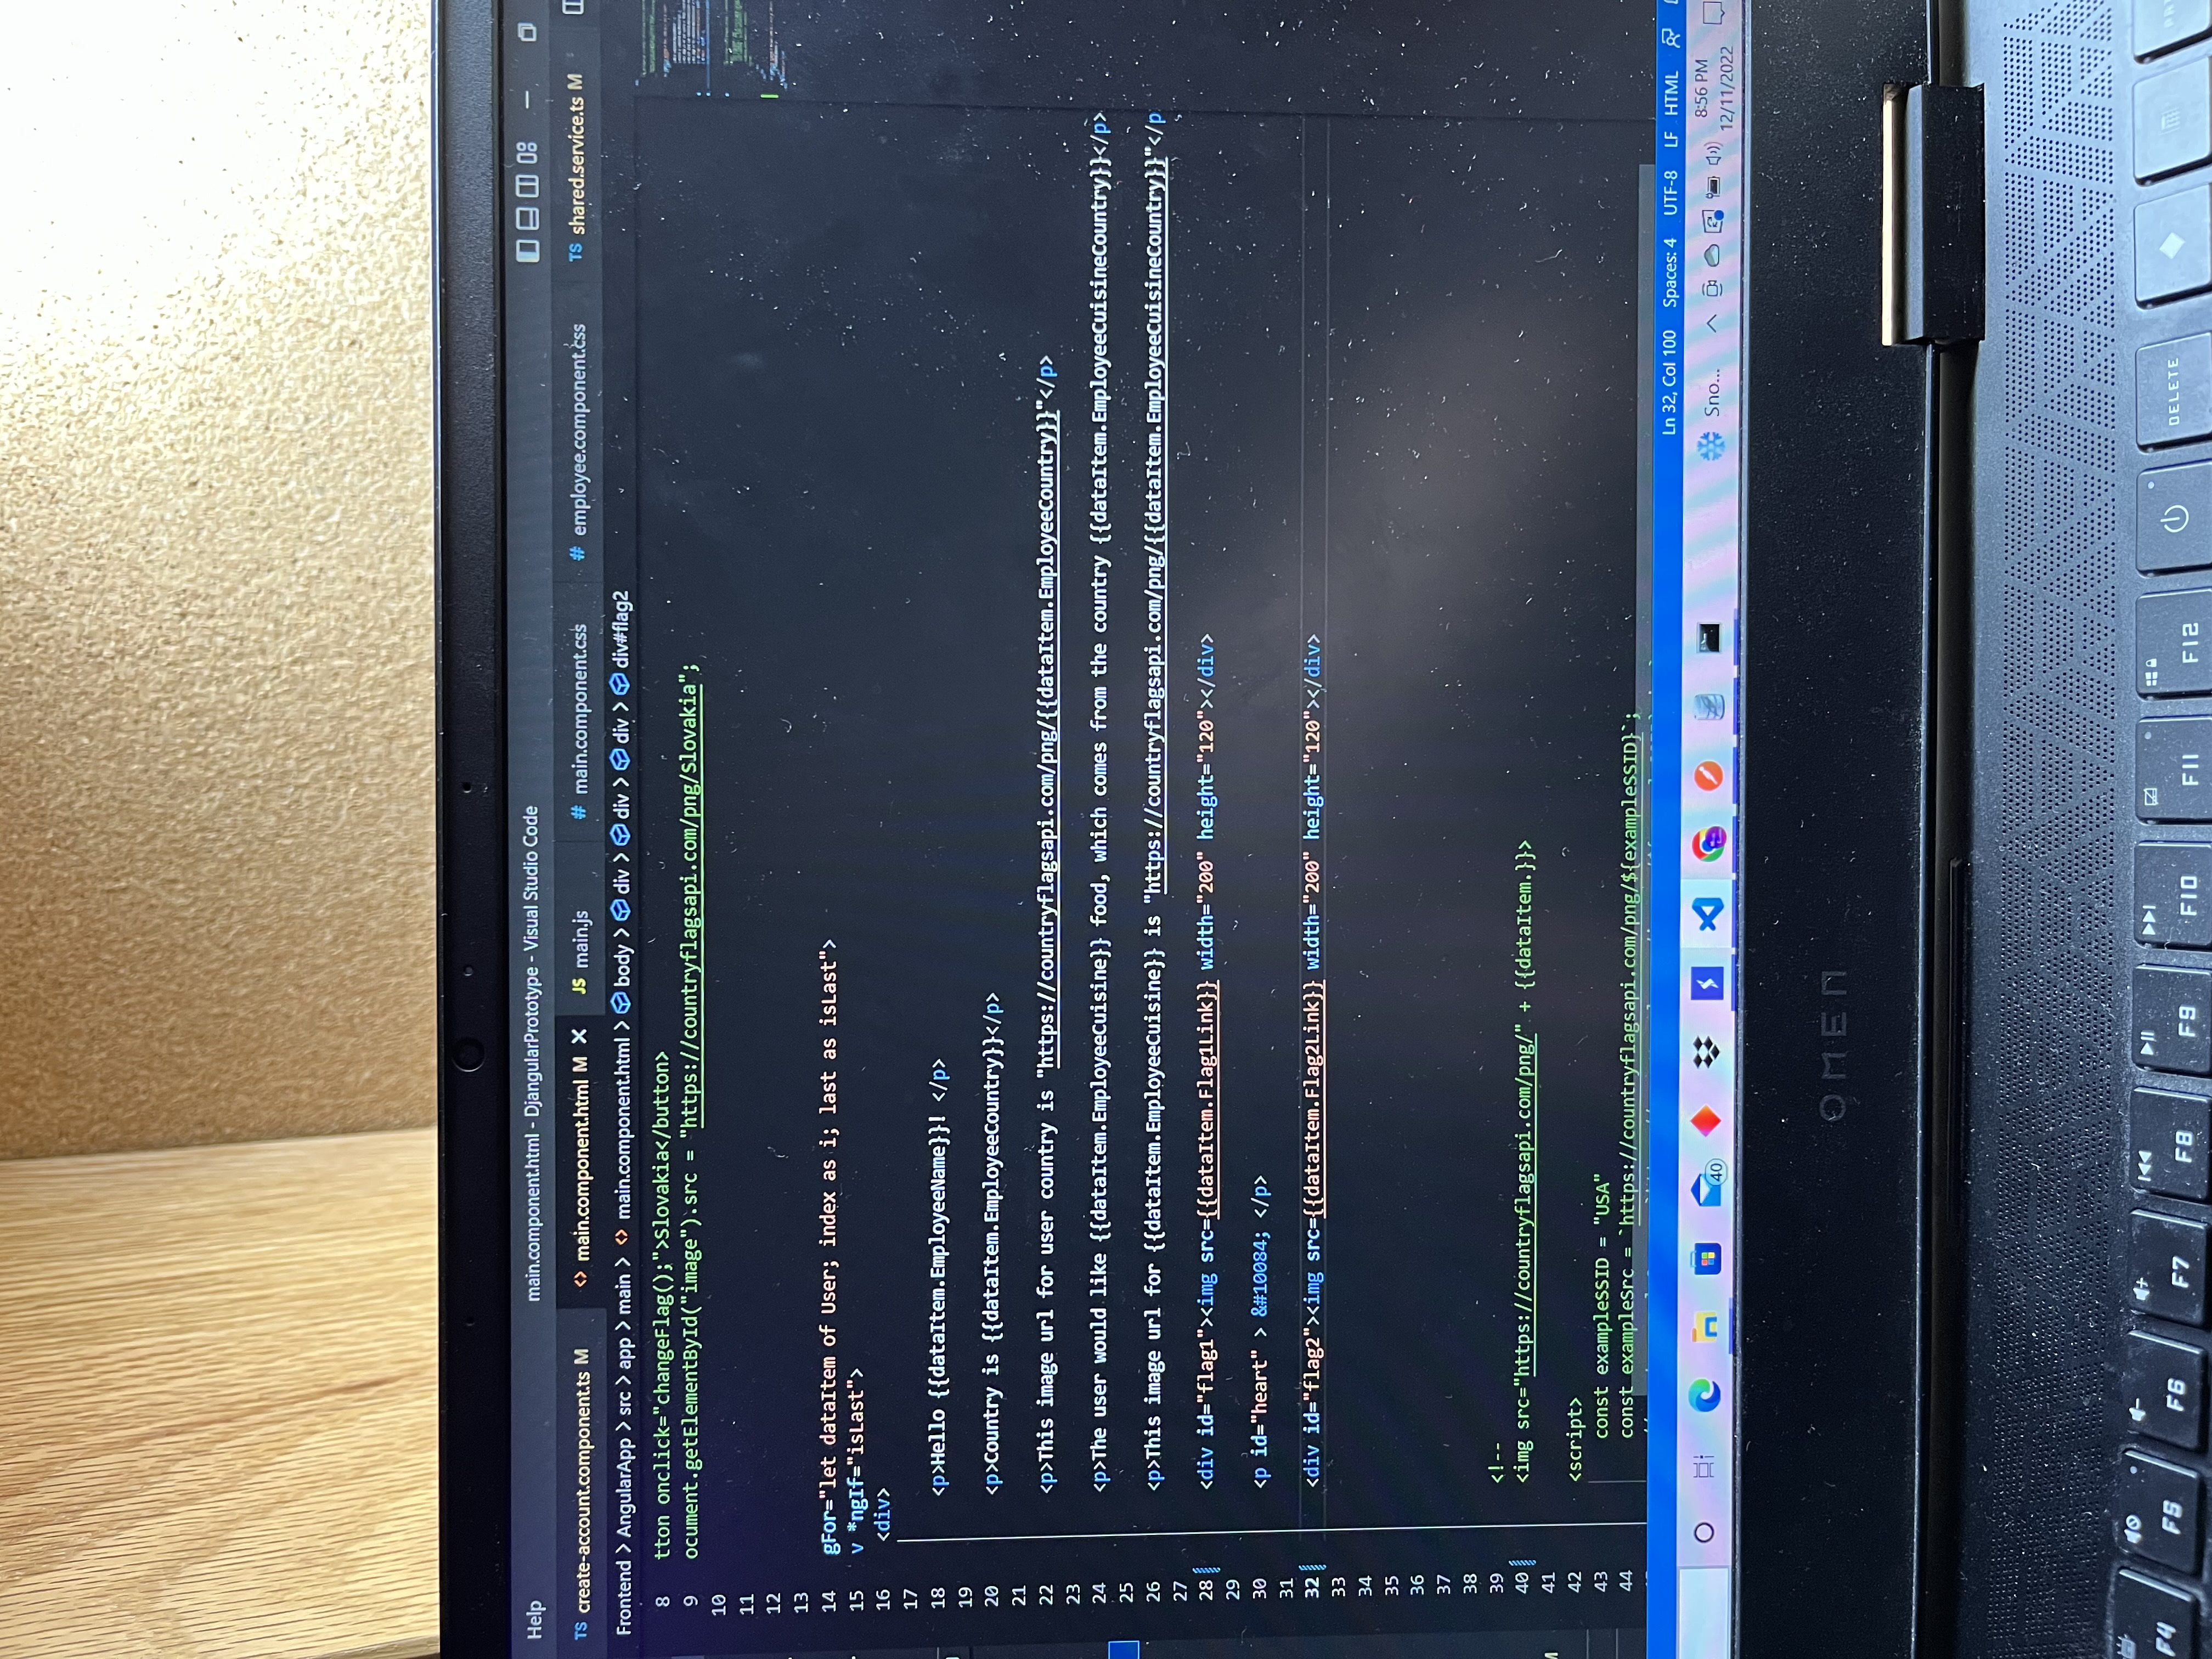 Help main.component.html - DjangularPrototype - Visual Studio Code
TS create-account.component.ts M <> main.component.html M JS main.js # main.component.css # employee.component.css TS shared.service.ts M
Frontend > AngularApp > src > app > main > <> main.component.html > body > div > div > div > div#flag2
8 tton onclick="changeFlag();">Slovakia</button>
9 ocument.getElementById("image").src = "https://countryflagsapi.com/png/Slovakia";
10
11
12
13
14 gFor="let dataItem of User; index as i; last as isLast">
15 v *ngIf="isLast">
16 <div>
17
18 <p>Hello {{dataItem.EmployeeName}}! </p>
19
20 <p>Country is {{dataItem.EmployeeCountry}}</p>
21
22 <p>This image url for user country is "https://countryflagsapi.com/png/{{dataItem.EmployeeCountry}}"</p>
23
24 <p>The user would like {{dataItem.EmployeeCuisine}} food, which comes from the country {{dataItem.EmployeeCuisineCountry}}</p>
25
26 <p>This image url for {{dataItem.EmployeeCuisine}} is "https://countryflagsapi.com/png/{{dataItem.EmployeeCuisineCountry}}"</p
27
28 <div id="flag1"><img src={{dataItem.Flag1Link}} width="200" height="120"></div>
29
30 <p id="heart" > &#10084; </p>
31
32 <div id="flag2"><img src={{dataItem.Flag2Link}} width="200" height="120"></div>
33
34
35
36
37
38
39 <!--
40 <img src="https://countryflagsapi.com/png/" + {{dataItem.}}>
41
42 <script>
43 const exampleSSID = "USA"
44 const exampleSrc = `https://countryflagsapi.com/png/${exampleSSID}`;
Ln 32, Col 100 Spaces: 4 UTF-8 LF HTML
40 Sno... 8:56 PM
12/11/2022
OMEN
F4 F5 F6 F7 F8 F9 F10 F11 F12 DELETE